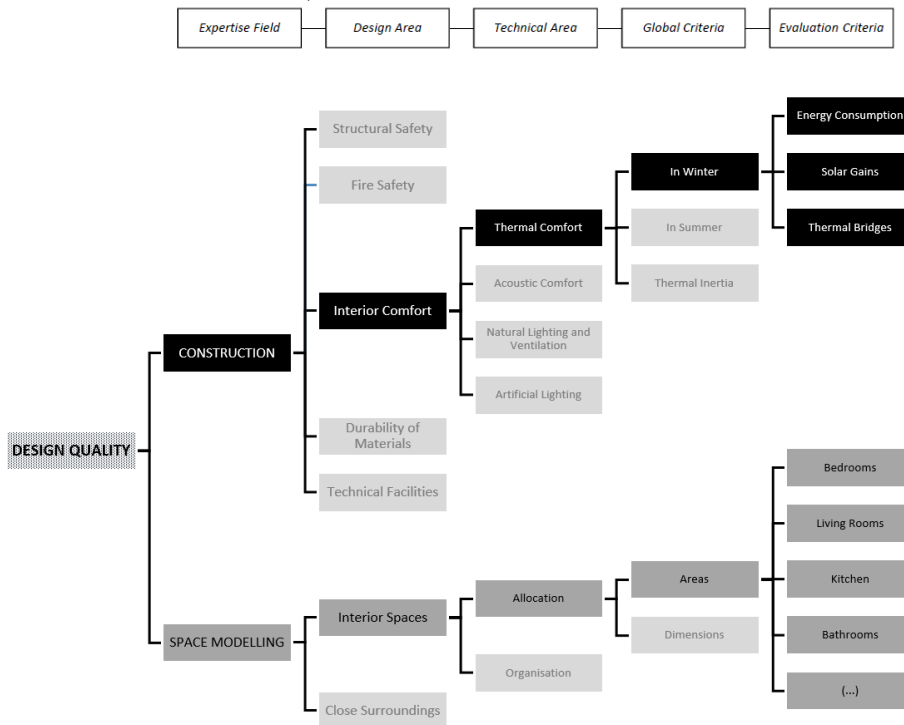 Expertise Field
Design Area
Technical Area
Global Criteria
Evaluation Criteria
DESIGN QUALITY
CONSTRUCTION
Structural Safety
Fire Safety
Interior Comfort
Thermal Comfort
In Winter
Energy Consumption
Solar Gains
Thermal Bridges
In Summer
Thermal Inertia
Acoustic Comfort
Natural Lighting and
Ventilation
Artificial Lighting
Durability of
Materials
Technical Facilities
SPACE MODELLING
Interior Spaces
Allocation
Areas
Bedrooms
Living Rooms
Kitchen
Bathrooms
(...)
Dimensions
Organisation
Close Surroundings